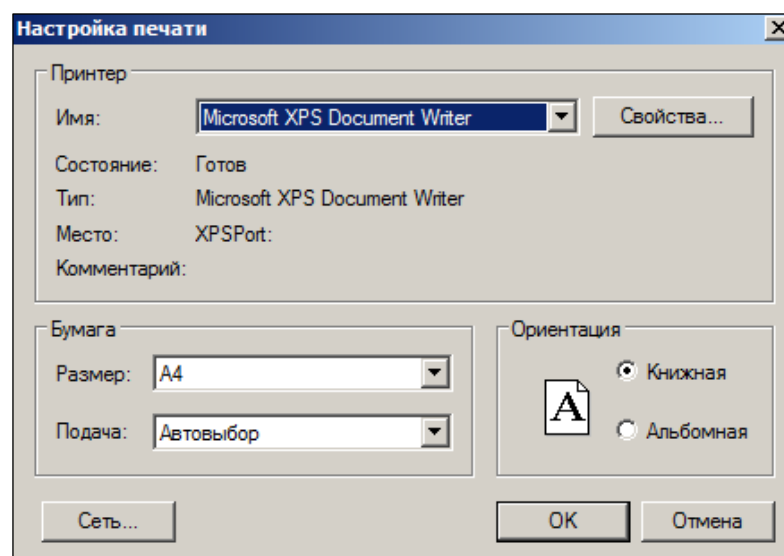 Настройка печати
Принтер
Имя: Microsoft XPS Document Writer Свойства...
Состояние: Готов
Тип: Microsoft XPS Document Writer
Место: XPSPort:
Комментарий:
Бумага
Размер: A4
Подача: Автовыбор
Ориентация
A
Книжная
Альбомная
Сеть... OK Отмена